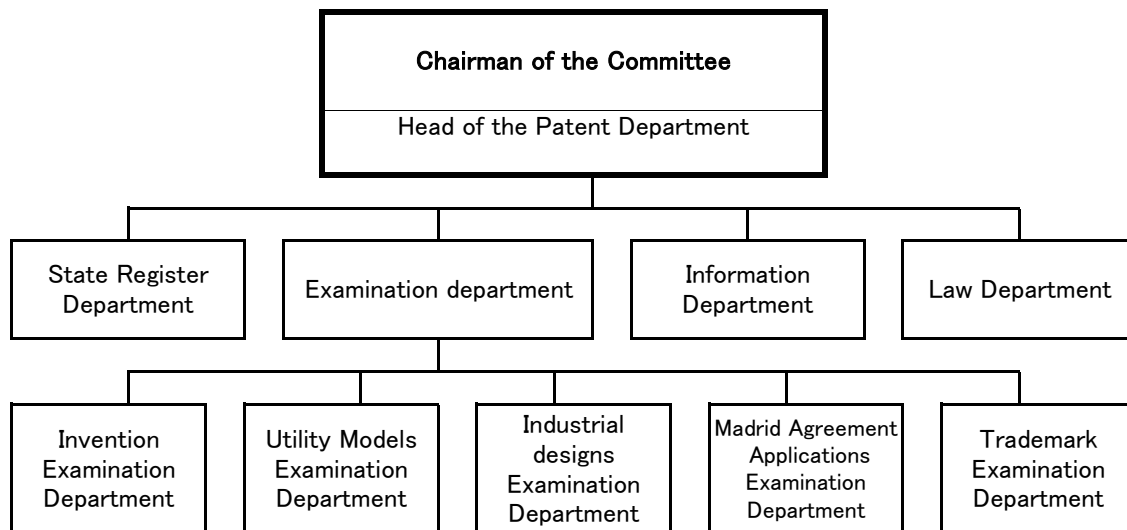 Chairman of the Committee
Head of the Patent Department
State Register
Department
Examination department
Information
Department
Law Department
Invention
Examination
Department
Utility Models
Examination
Department
Industrial
designs
Examination
Department
Madrid Agreement
Applications
Examination
Department
Trademark
Examination
Department